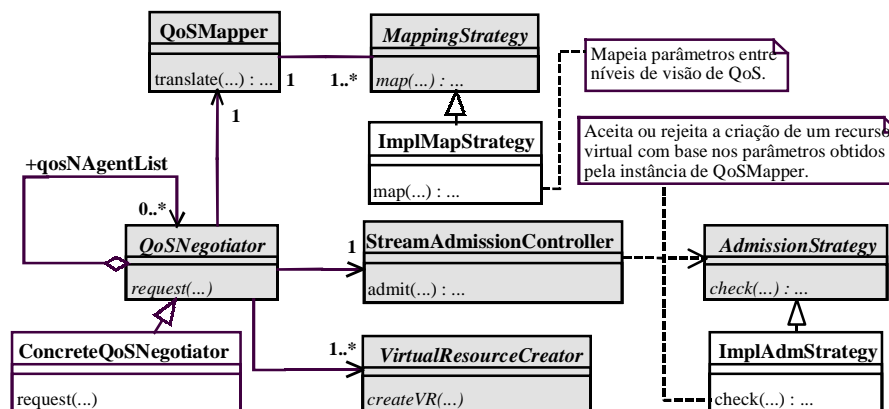 QoSMapper
translate(...) : ...
1
1..*
MappingStrategy
map(...) : ...
Mapeia parâmetros entre
níveis de visão de QoS.
1
ImplMapStrategy
map(...) : ...
Aceita ou rejeita a criação de um recurso
virtual com base nos parâmetros obtidos
pela instância de QoSMapper.
+qosNAgentList
0..*
QoSNegotiator
request(...)
1
StreamAdmissionController
admit(...) : ...
AdmissionStrategy
check(...) : ...
ConcreteQoSNegotiator
request(...)
1..*
VirtualResourceCreator
createVR(...)
ImplAdmStrategy
check(...) : ...